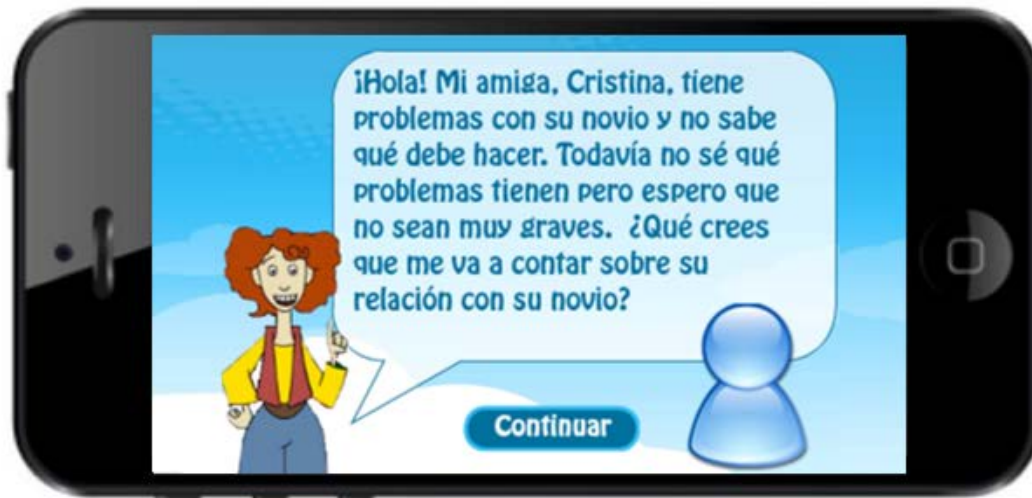 ¡Hola! Mi amiga, Cristina, tiene
problemas con su novio y no sabe
qué debe hacer. Todavía no sé qué
problemas tienen pero espero que
no sean muy graves. ¿Qué crees
que me va a contar sobre su
relación con su novio?
Continuar